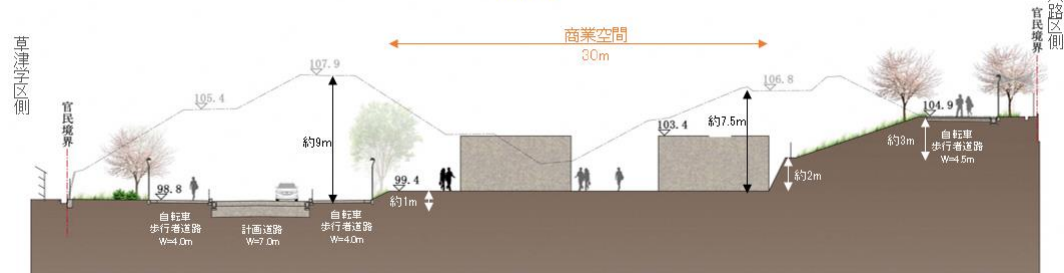 草津学区側
官民境界
105.4
107.9
商業空間
30m
106.8
官民境界
路区側
98.8
約9m
99.4
約1m
103.4
約7.5m
約2m
約3m
104.9
自転車
歩行者道路
W=4.5m
自転車
歩行者道路
W=4.0m
計画道路
W=7.0m
自転車
歩行者道路
W=4.0m